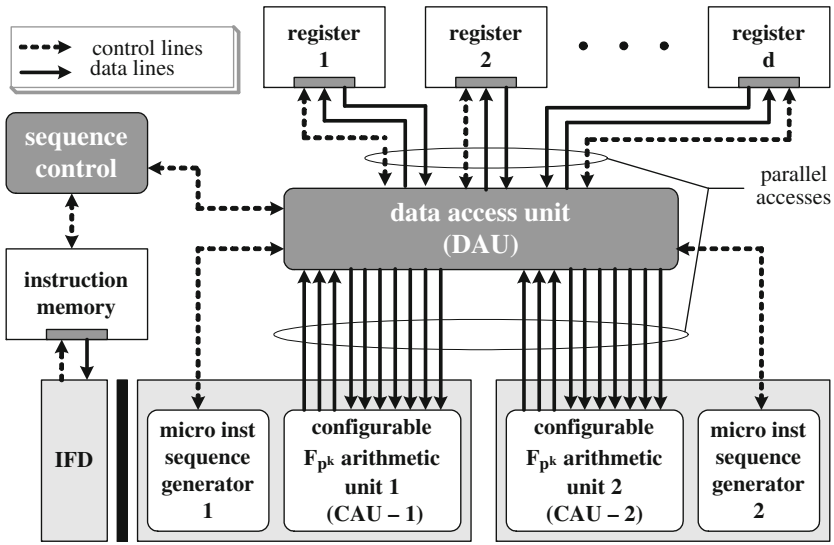 control lines
data lines
register
1
register
2
register
d
sequence
control
parallel
accesses
data access unit
(DAU)
instruction
memory
IFD
micro inst
sequence
generator
1
configurable
F_{p^k} arithmetic
unit 1
(CAU – 1)
configurable
F_{p^k} arithmetic
unit 2
(CAU – 2)
micro inst
sequence
generator
2